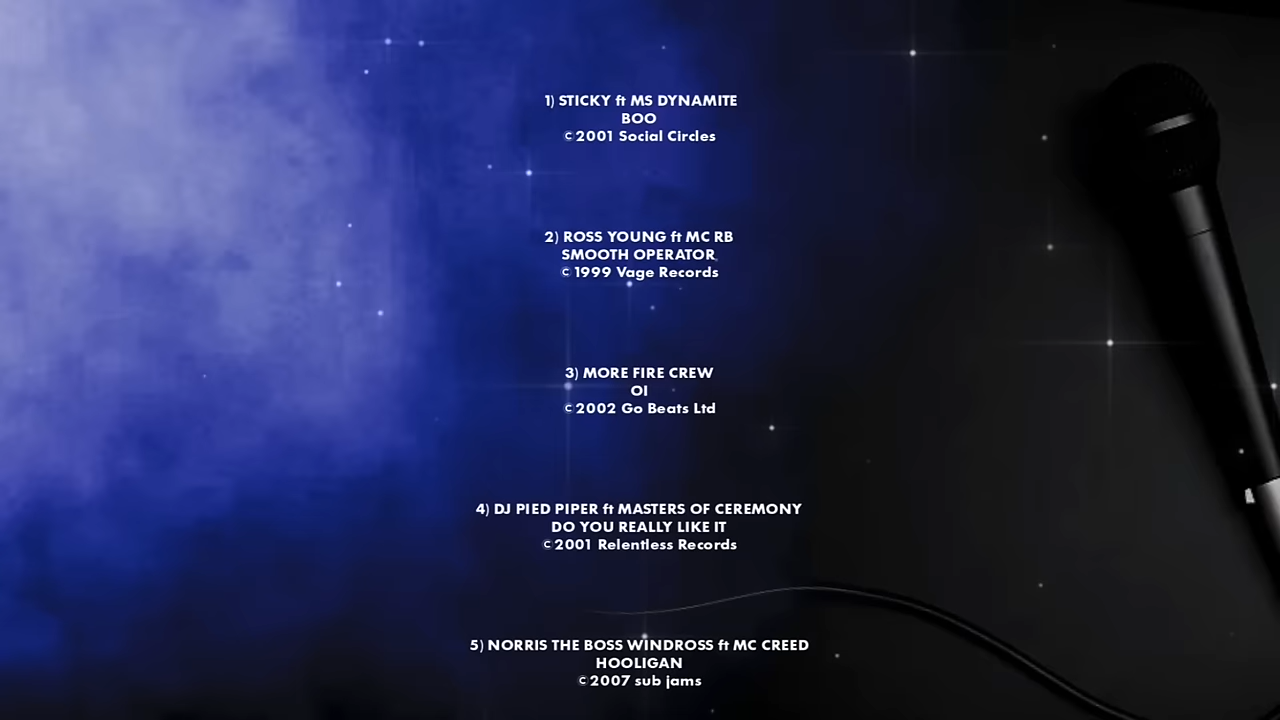 1) STICKY ft MS DYNAMITE
BOO
©2001 Social Circles
2) ROSS YOUNG ft MC RB
SMOOTH OPERATOR
©1999 Vage Records
3) MORE FIRE CREW
OI
©2002 Go Beats Ltd
4) DJ PIED PIPER ft MASTERS OF CEREMONY
DO YOU REALLY LIKE IT
©2001 Relentless Records
5) NORRIS THE BOSS WINDROSS ft MC CREED
HOOLIGAN
©2007 sub jams